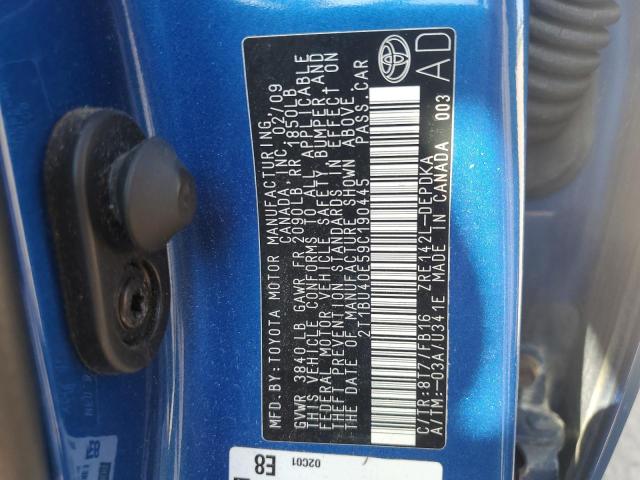 MFD.BY:TOYOTA MOTOR MANUFACTURING
CANADA, INC. 02/09
GVWR 3840 LB GAWR FR 2090LB, RR 1850LB
THIS VEHICLE CONFORMS TO ALL APPLICABLE
FEDERAL MOTOR VEHICLE SAFETY, BUMPER, AND
THEFT PREVENTION STANDARDS IN EFFECT ON
THE DATE OF MANUFACTURE SHOWN ABOVE.
2T1BU40E59C190445 PASS.CAR
C/TR:8T7/FB16 ZRE142L-DEPDKA
A/TM:-03A/U341E MADE IN CANADA 003
AD
E8
02C01